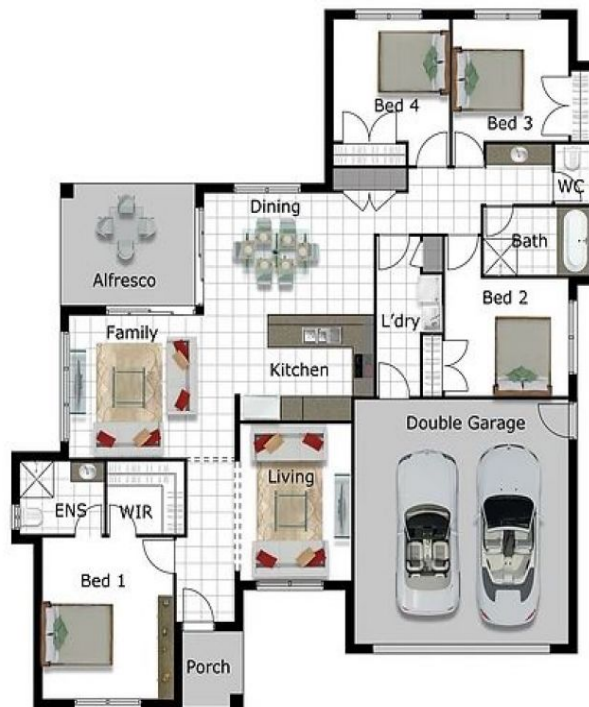 Bed 4
Bed 3
WC
Dining
Bath
Alfresco
Bed 2
Family
L'dry
Kitchen
Double Garage
Living
ENS
WIR
Bed 1
Porch